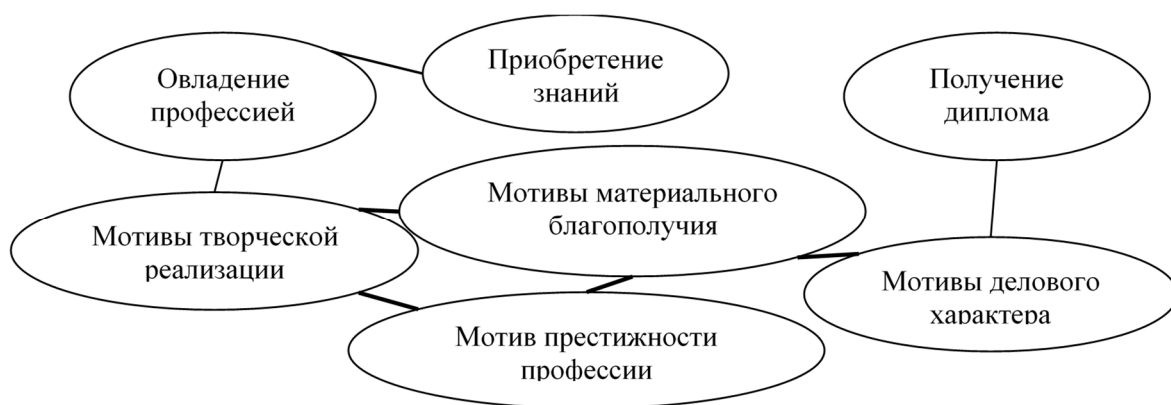 Овладение
профессией
Приобретение
знаний
Получение
диплома
Мотивы материального
благополучия
Мотивы творческой
реализации
Мотивы делового
характера
Мотив престижности
профессии